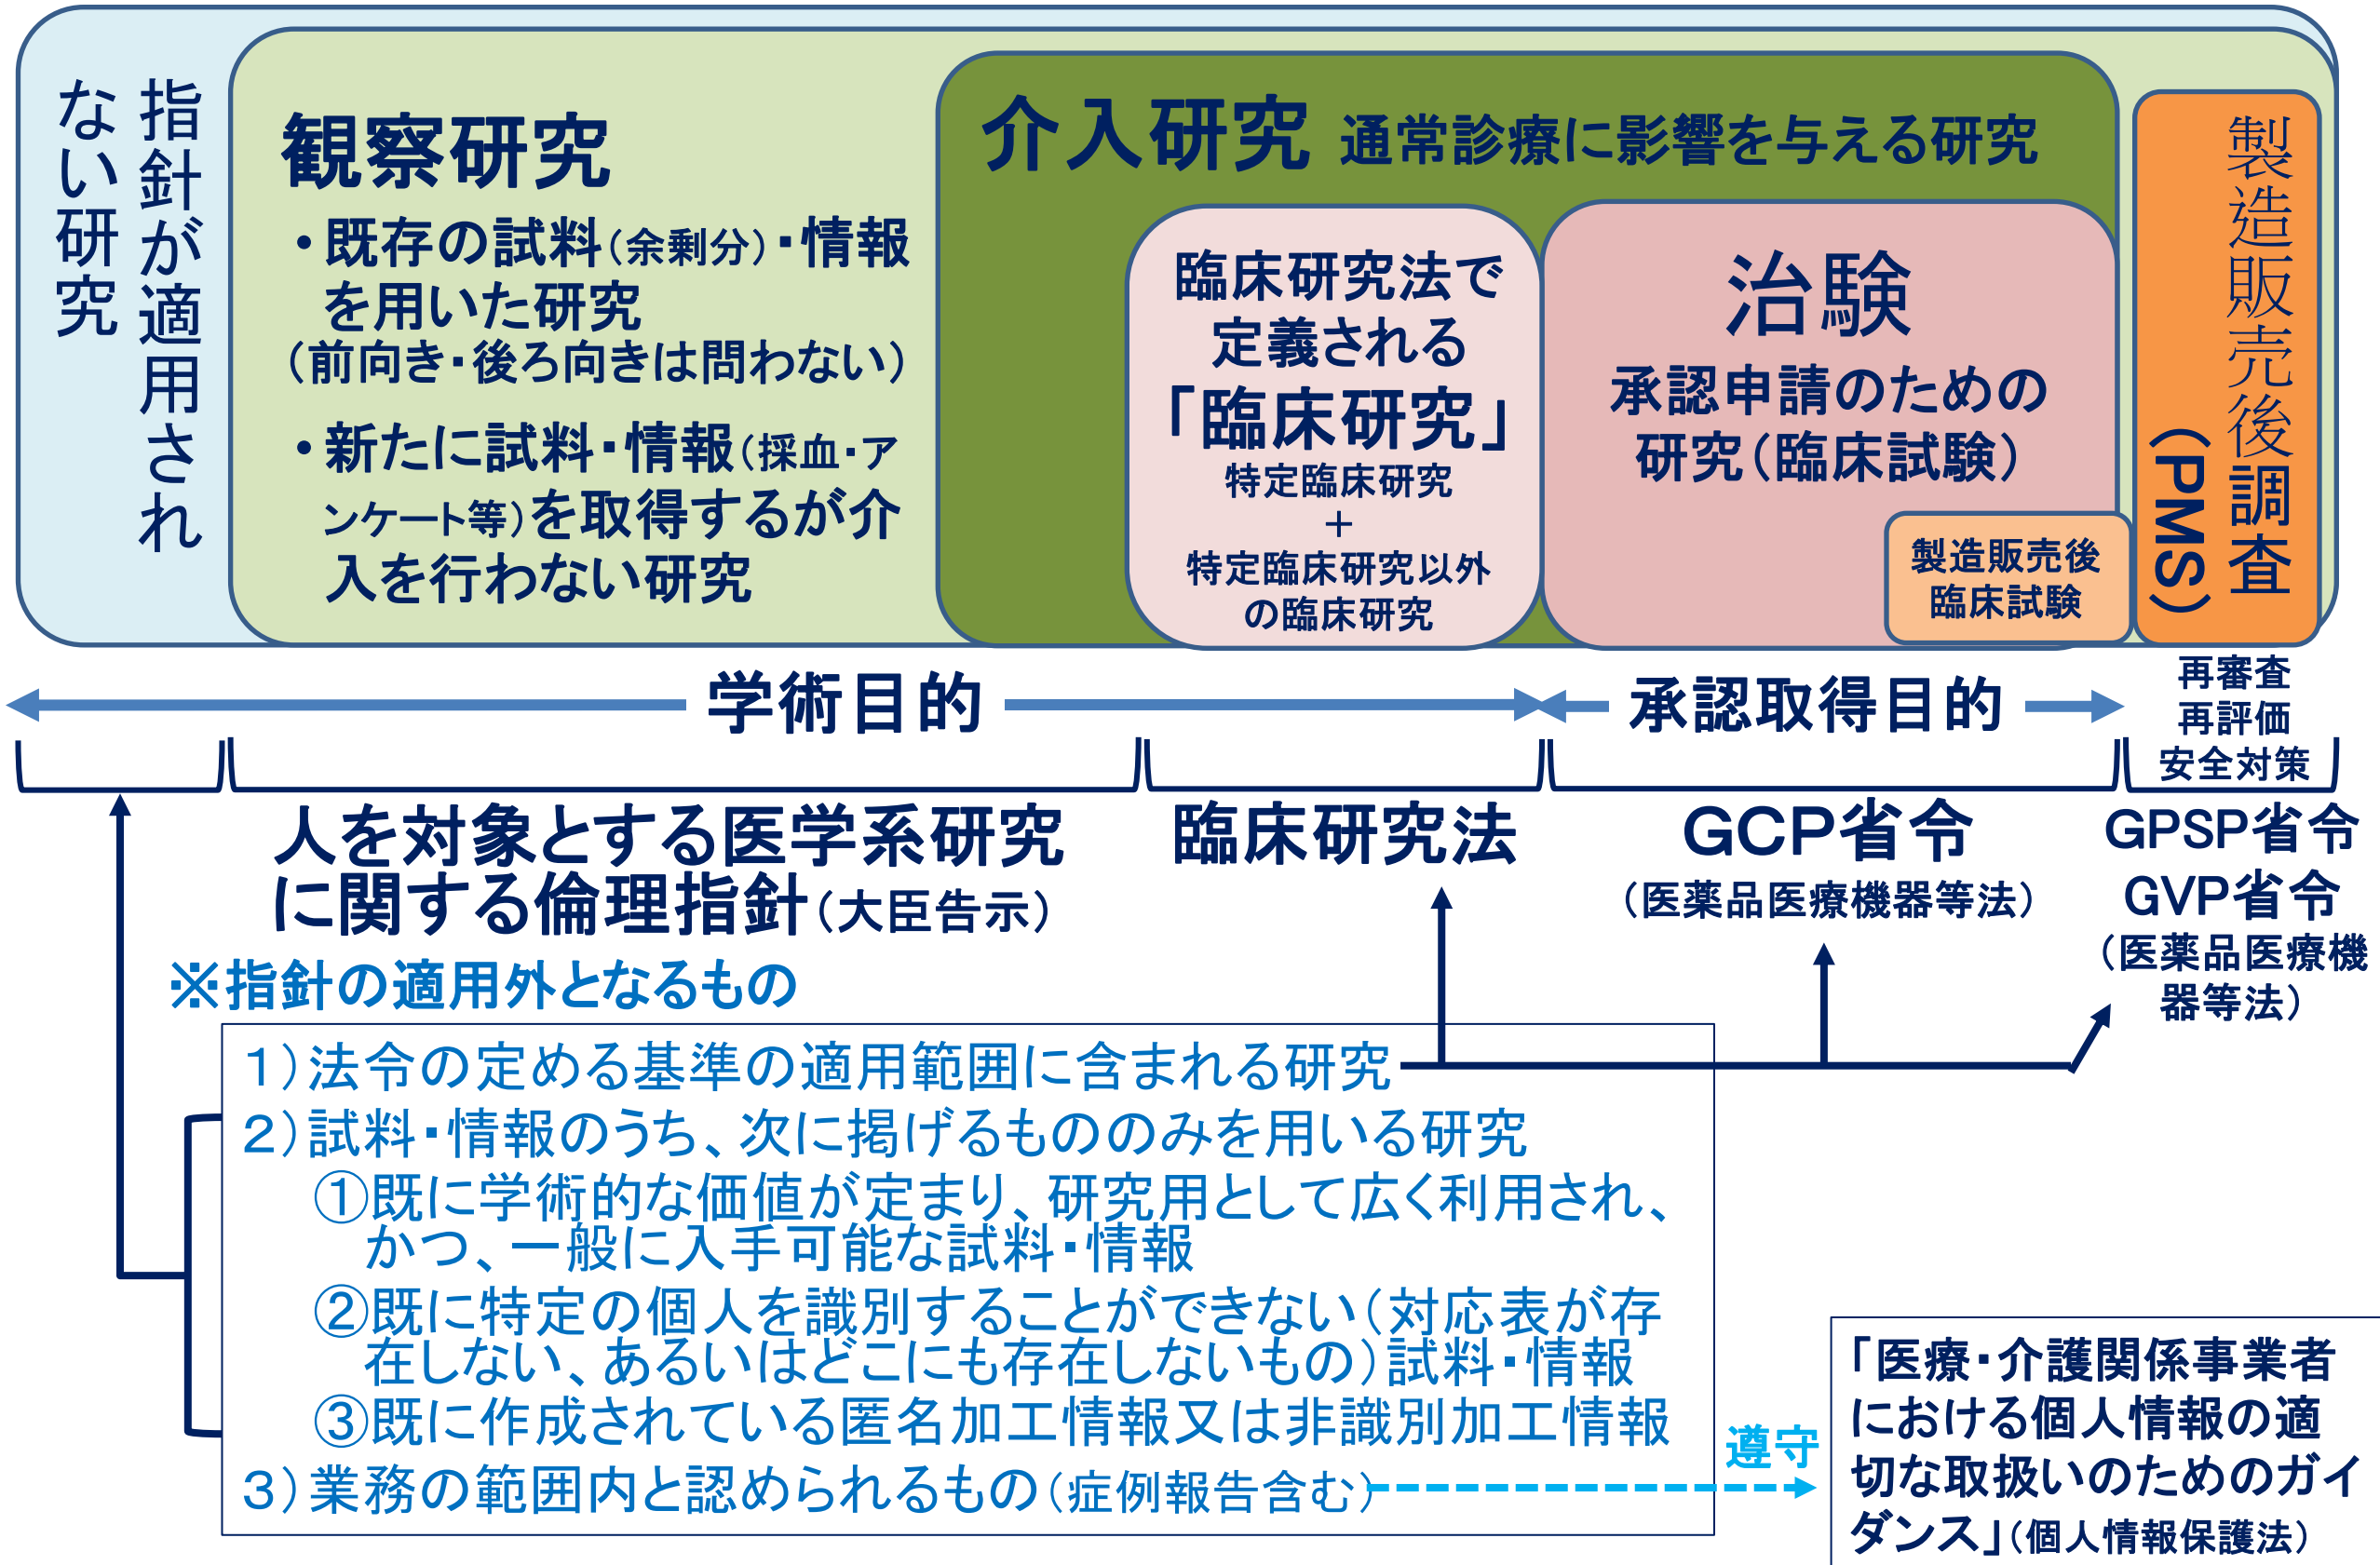 指針が適用され
ない研究
観察研究
・既存の試料（余剰分）・情報
を用いた研究
（前向き・後ろ向きは問わない）
・新たに試料・情報（採血・ア
ンケート等）を取得するが介
入を行わない研究
介入研究 通常診療に影響を与える研究
臨床研究法で
定義される
「臨床研究」
特定臨床研究
＋
特定臨床研究以外
の臨床研究
治験
承認申請のための
研究（臨床試験）
製造販売後
臨床試験
製造販売後調査
（PMS）
学術目的
承認取得目的
再審査
再評価
安全対策
人を対象とする医学系研究
に関する倫理指針（大臣告示）
臨床研究法
GCP省令
（医薬品医療機器等法）
GPSP省令
GVP省令
（医薬品医療機
器等法）
※指針の適用外となるもの
１）法令の定める基準の適用範囲に含まれる研究
２）試料・情報のうち、次に掲げるもののみを用いる研究
①既に学術的な価値が定まり、研究用として広く利用され、
かつ、一般に入手可能な試料・情報
②既に特定の個人を識別することができない（対応表が存
在しない、あるいはどこにも存在しないもの）試料・情報
③既に作成されている匿名加工情報又は非識別加工情報
３）業務の範囲内と認められるもの（症例報告含む）
遵守
「医療・介護関係事業者
における個人情報の適
切な取扱いのためのガイ
ダンス」（個人情報保護法）